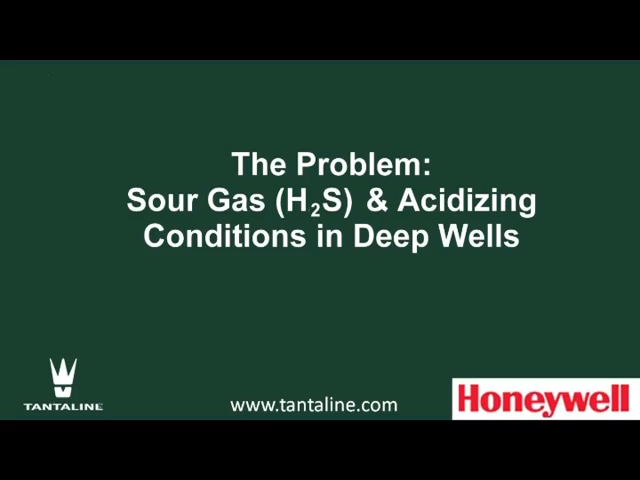 The Problem:
Sour Gas (H₂S) & Acidizing
Conditions in Deep Wells
TANTALINE
www.tantaline.com
Honeywell